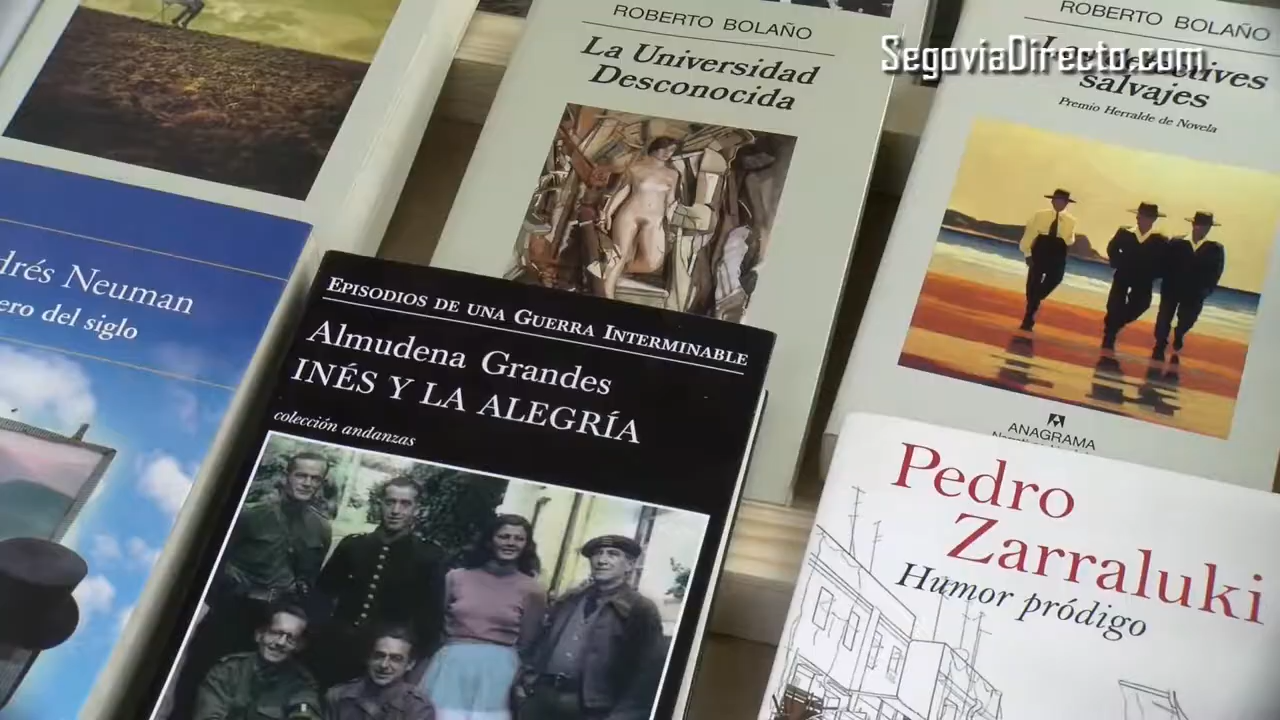 ROBERTO BOLAÑO
La Universidad
Desconocida
ROBERTO BOLAÑO
SegoviaDirecto.com
salvajes
Premio Herralde de Novela
ANAGRAMA
drés Neuman
ero del siglo
EPISODIOS DE UNA GUERRA INTERMINABLE
Almudena Grandes
INÉS Y LA ALEGRÍA
colección andanzas
Pedro
Zarraluki
Humor pródigo